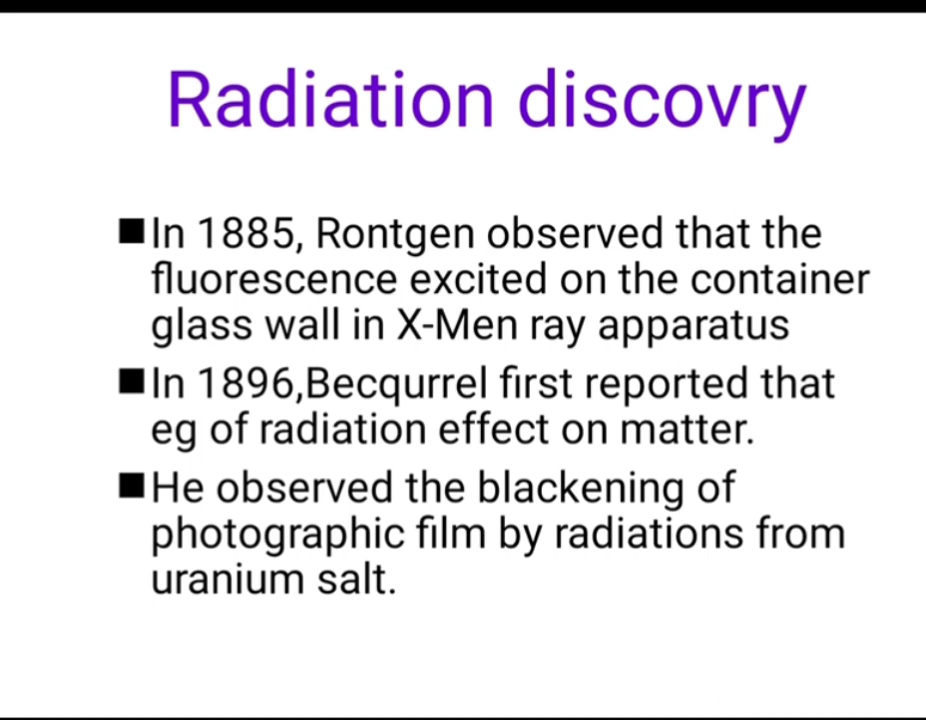 Radiation discovry
■In 1885, Rontgen observed that the
fluorescence excited on the container
glass wall in X-Men ray apparatus
■In 1896,Becqurrel first reported that
eg of radiation effect on matter.
■He observed the blackening of
photographic film by radiations from
uranium salt.